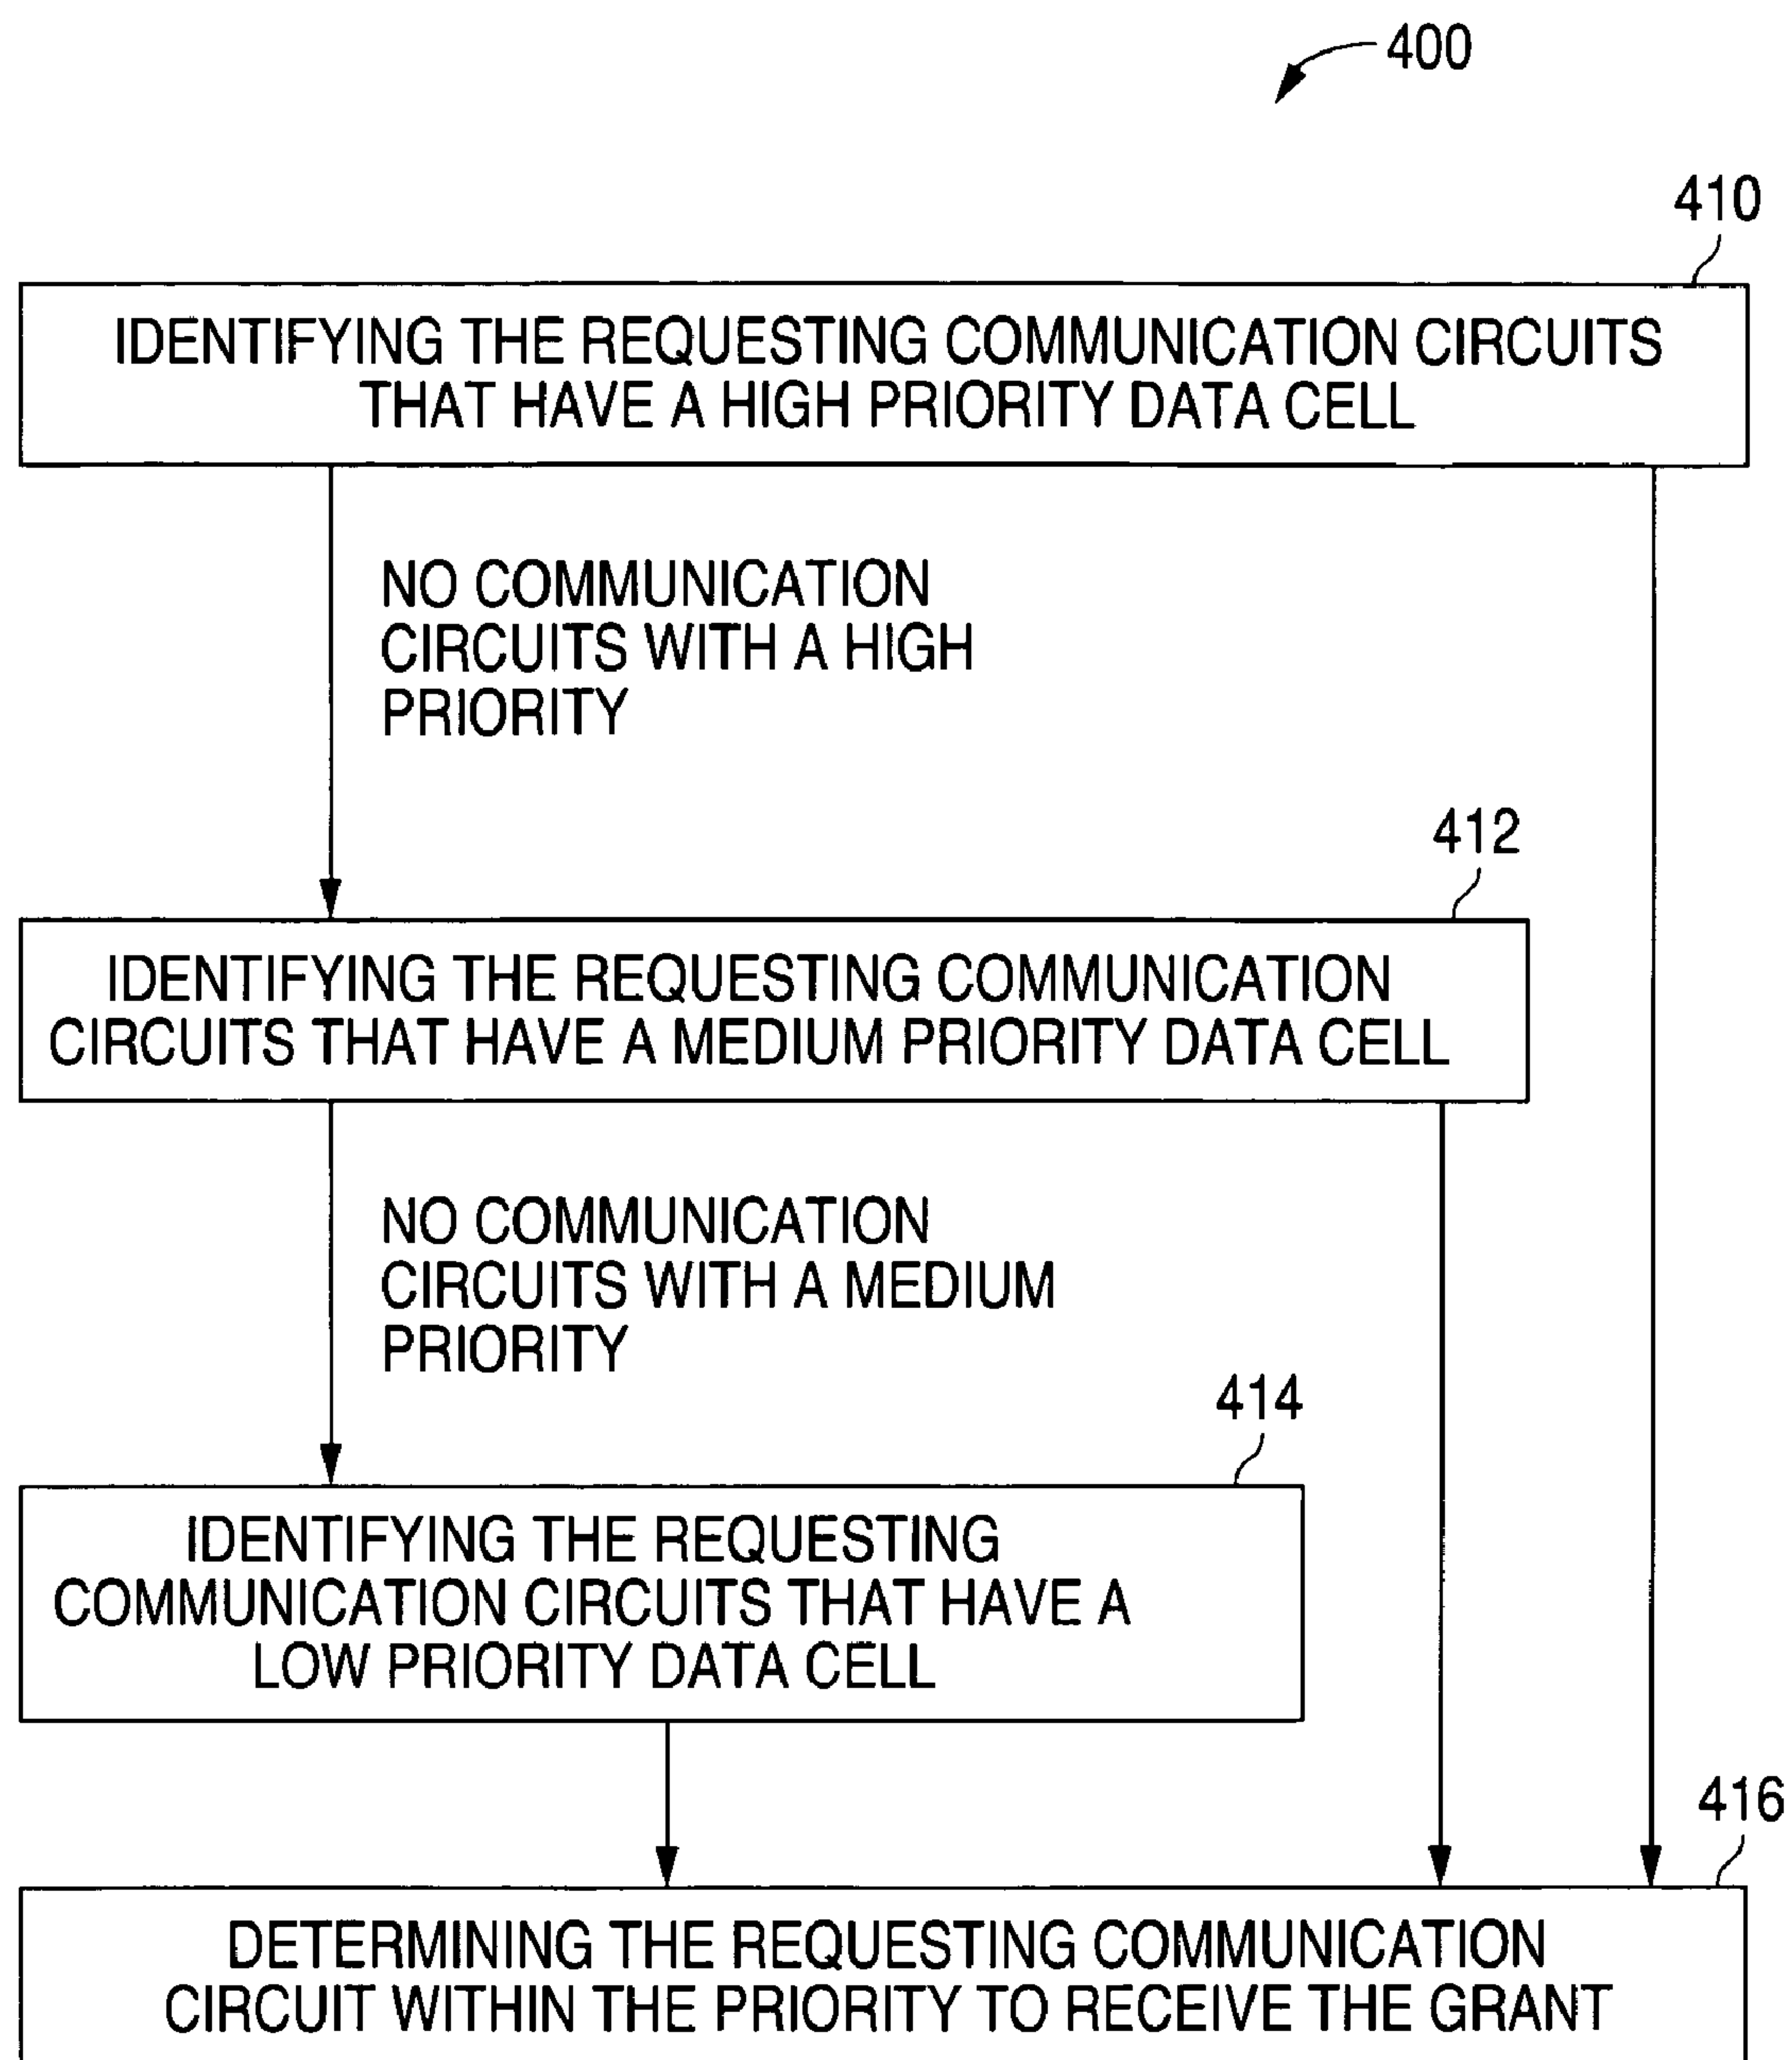 400
410
IDENTIFYING THE REQUESTING COMMUNICATION CIRCUITS
THAT HAVE A HIGH PRIORITY DATA CELL
NO COMMUNICATION
CIRCUITS WITH A HIGH
PRIORITY
412
IDENTIFYING THE REQUESTING COMMUNICATION
CIRCUITS THAT HAVE A MEDIUM PRIORITY DATA CELL
NO COMMUNICATION
CIRCUITS WITH A MEDIUM
PRIORITY
414
IDENTIFYING THE REQUESTING
COMMUNICATION CIRCUITS THAT HAVE A
LOW PRIORITY DATA CELL
416
DETERMINING THE REQUESTING COMMUNICATION
CIRCUIT WITHIN THE PRIORITY TO RECEIVE THE GRANT